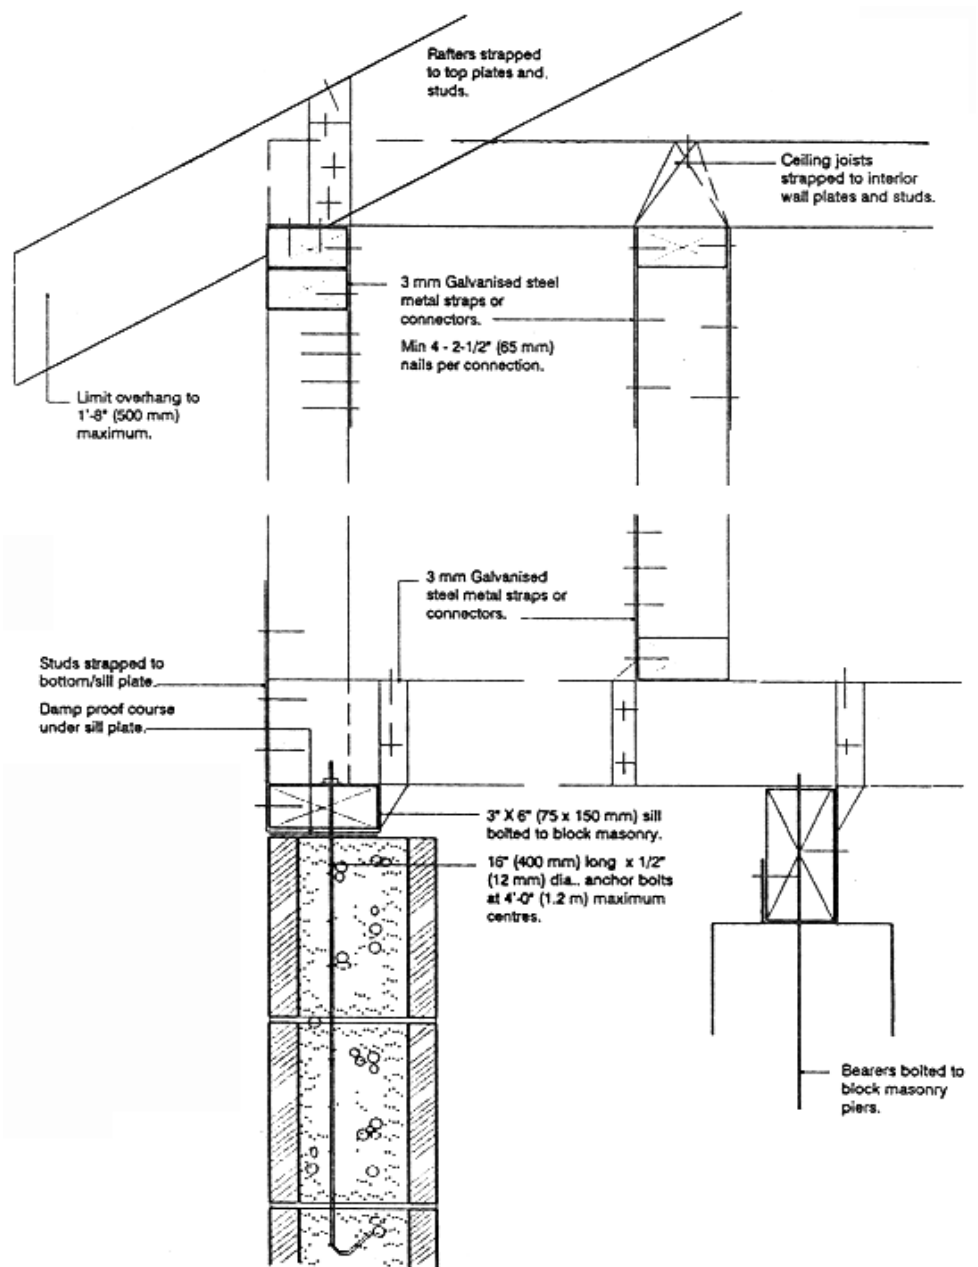 Rafters strapped
to top plates and,
studs.
Ceiling joists
strapped to interior
wall plates and studs.
3 mm Galvanised steel
metal straps or
connectors.
Min 4 - 2-1/2" (65 mm)
nails per connection.
Limit overhang to
1'-8" (500 mm)
maximum.
3 mm Galvanised
steel metal straps or
connectors.
Studs strapped to
bottom/sill plate
Damp proof course
under sill plate.
3" X 6" (75 x 150 mm) sill
bolted to block masonry.
16" (400 mm) long x 1/2"
(12 mm) dia.. anchor bolts
at 4'-0" (1.2 m) maximum
centres.
Bearers bolted to
block masonry
piers.